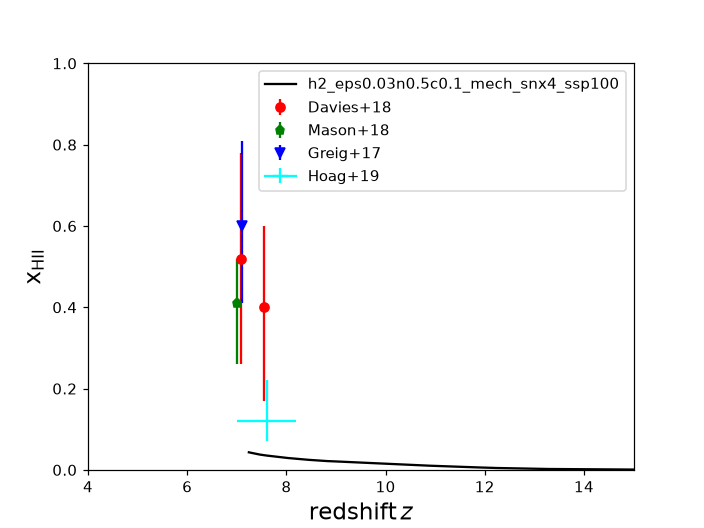 1.0
0.8
0.6
0.4
0.2
0.0
xHII
h2_eps0.03n0.5c0.1_mech_snx4_ssp100
Davies+18
Mason+18
Greig+17
Hoag+19
4 6 8 10 12 14
redshift z